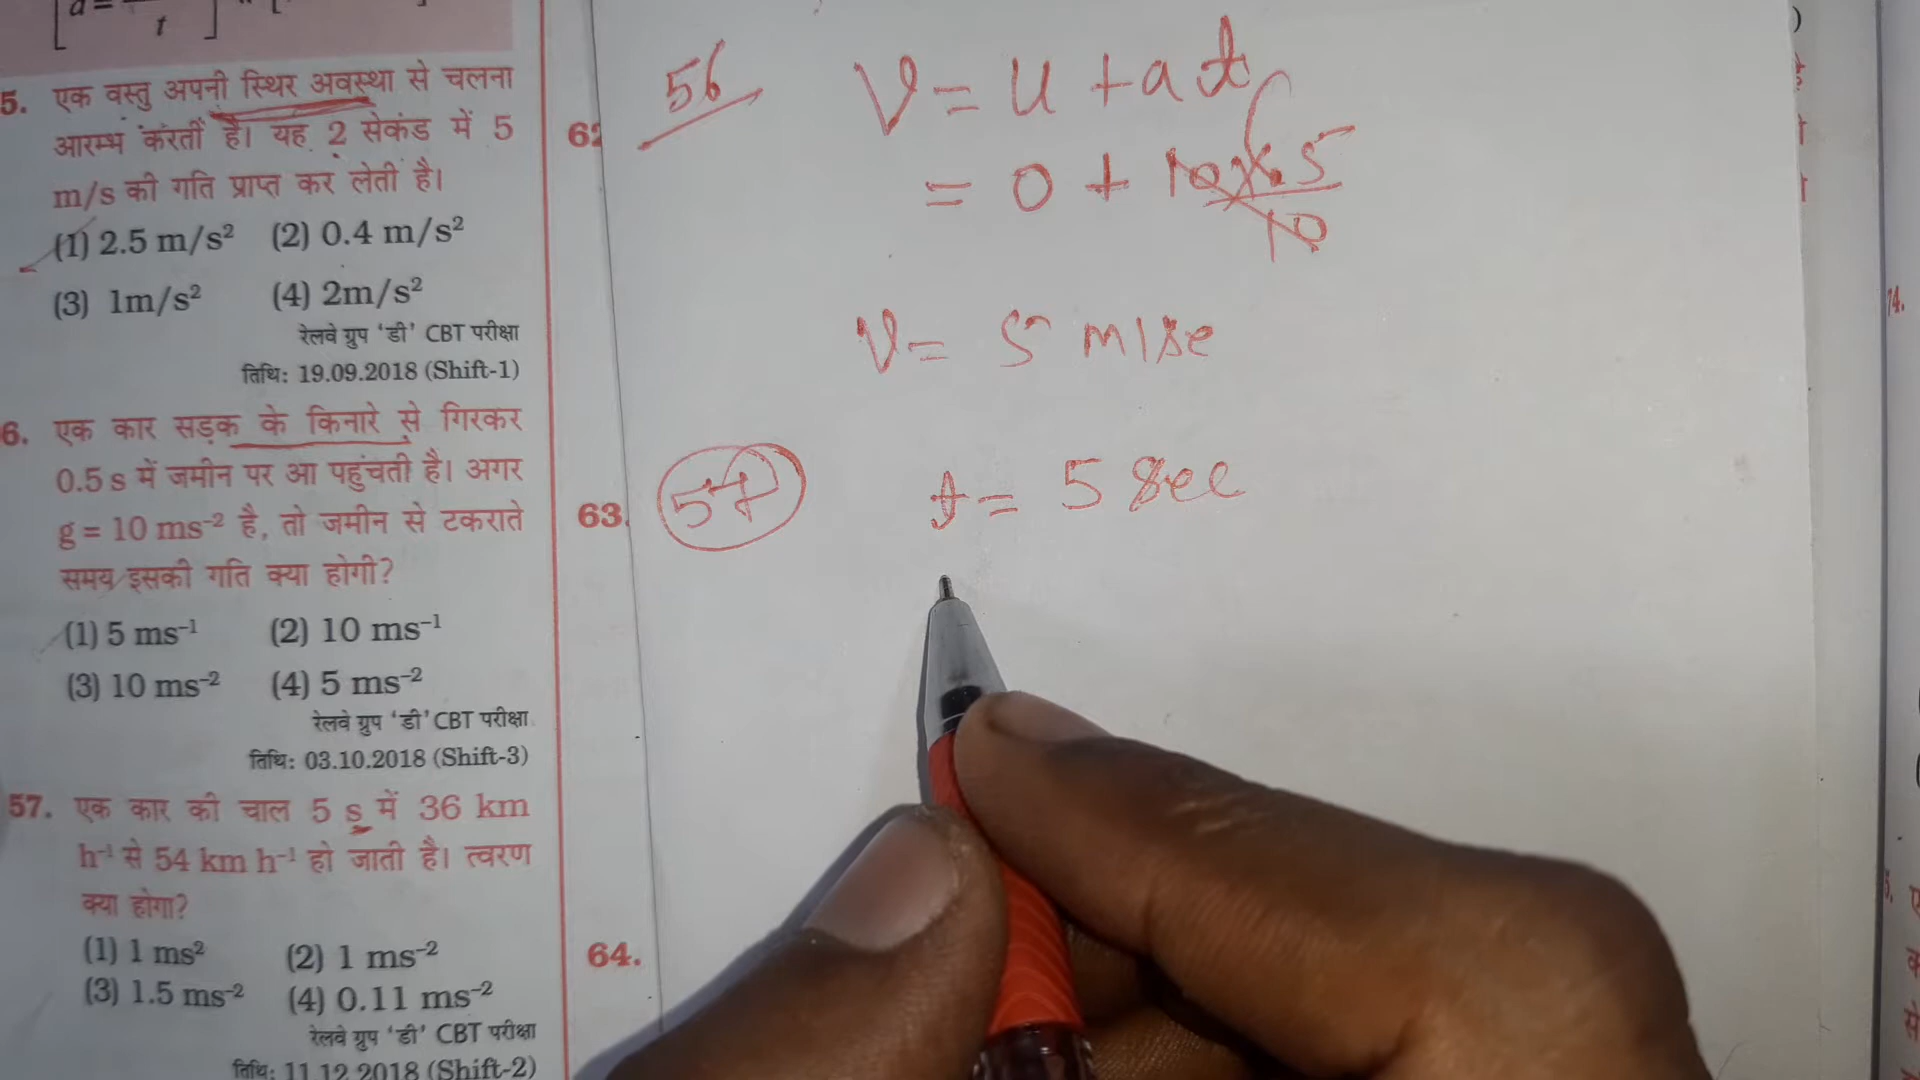 a = t
5. एक वस्तु अपनी स्थिर अवस्था से चलना
आरम्भ करती है। यह 2 सेकंड में 5
m/s की गति प्राप्त कर लेती है।
(1) 2.5 m/s² (2) 0.4 m/s²
(3) 1m/s² (4) 2m/s²
रेलवे ग्रुप 'डी' CBT परीक्षा
तिथि: 19.09.2018 (Shift-1)
6. एक कार सड़क के किनारे से गिरकर
0.5 s में जमीन पर आ पहुंचती है। अगर
g = 10 ms⁻² है, तो जमीन से टकराते
समय इसकी गति क्या होगी?
(1) 5 ms⁻¹ (2) 10 ms⁻¹
(3) 10 ms⁻² (4) 5 ms⁻²
रेलवे ग्रुप 'डी' CBT परीक्षा
तिथि: 03.10.2018 (Shift-3)
57. एक कार की चाल 5 s में 36 km
h⁻¹ से 54 km h⁻¹ हो जाती है। त्वरण
क्या होगा?
(1) 1 ms² (2) 1 ms⁻²
(3) 1.5 ms⁻² (4) 0.11 ms⁻²
रेलवे ग्रुप 'डी' CBT परीक्षा
तिथि: 11.12.2018 (Shift-2)
62
63.
64.
56 V = u + at
= 0 + 10×5/10
V = 5 m/se
57 t = 5 sec
74.